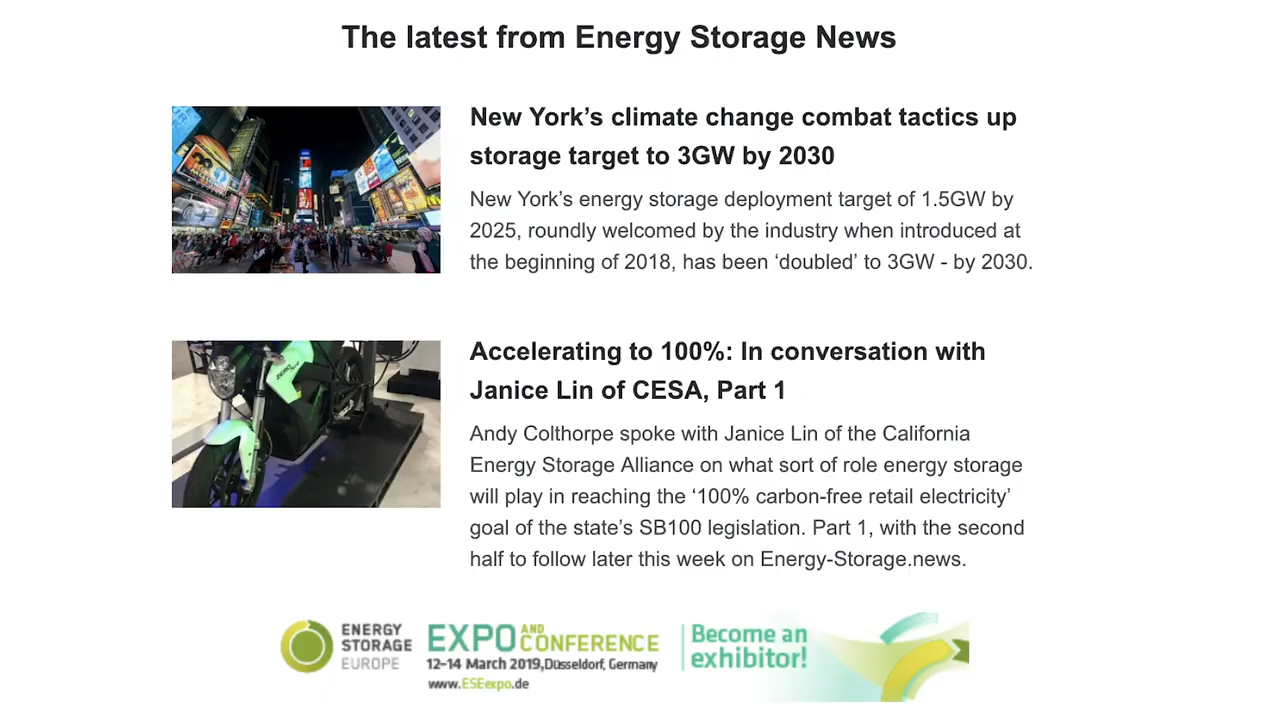 The latest from Energy Storage News
New York’s climate change combat tactics up
storage target to 3GW by 2030
New York’s energy storage deployment target of 1.5GW by
2025, roundly welcomed by the industry when introduced at
the beginning of 2018, has been ‘doubled’ to 3GW - by 2030.
Accelerating to 100%: In conversation with
Janice Lin of CESA, Part 1
Andy Colthorpe spoke with Janice Lin of the California
Energy Storage Alliance on what sort of role energy storage
will play in reaching the ‘100% carbon-free retail electricity’
goal of the state’s SB100 legislation. Part 1, with the second
half to follow later this week on Energy-Storage.news.
ENERGY
STORAGE
EUROPE
EXPO AND
CONFERENCE
12–14 March 2019,Düsseldorf, Germany
www.ESEexpo.de
Become an
exhibitor!